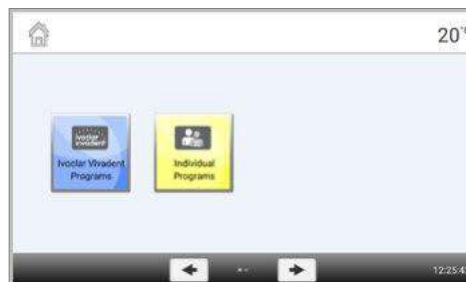 20°
ivoclar
vivadent
Ivoclar Vivadent
Programs
Individual
Programs
12:25:4